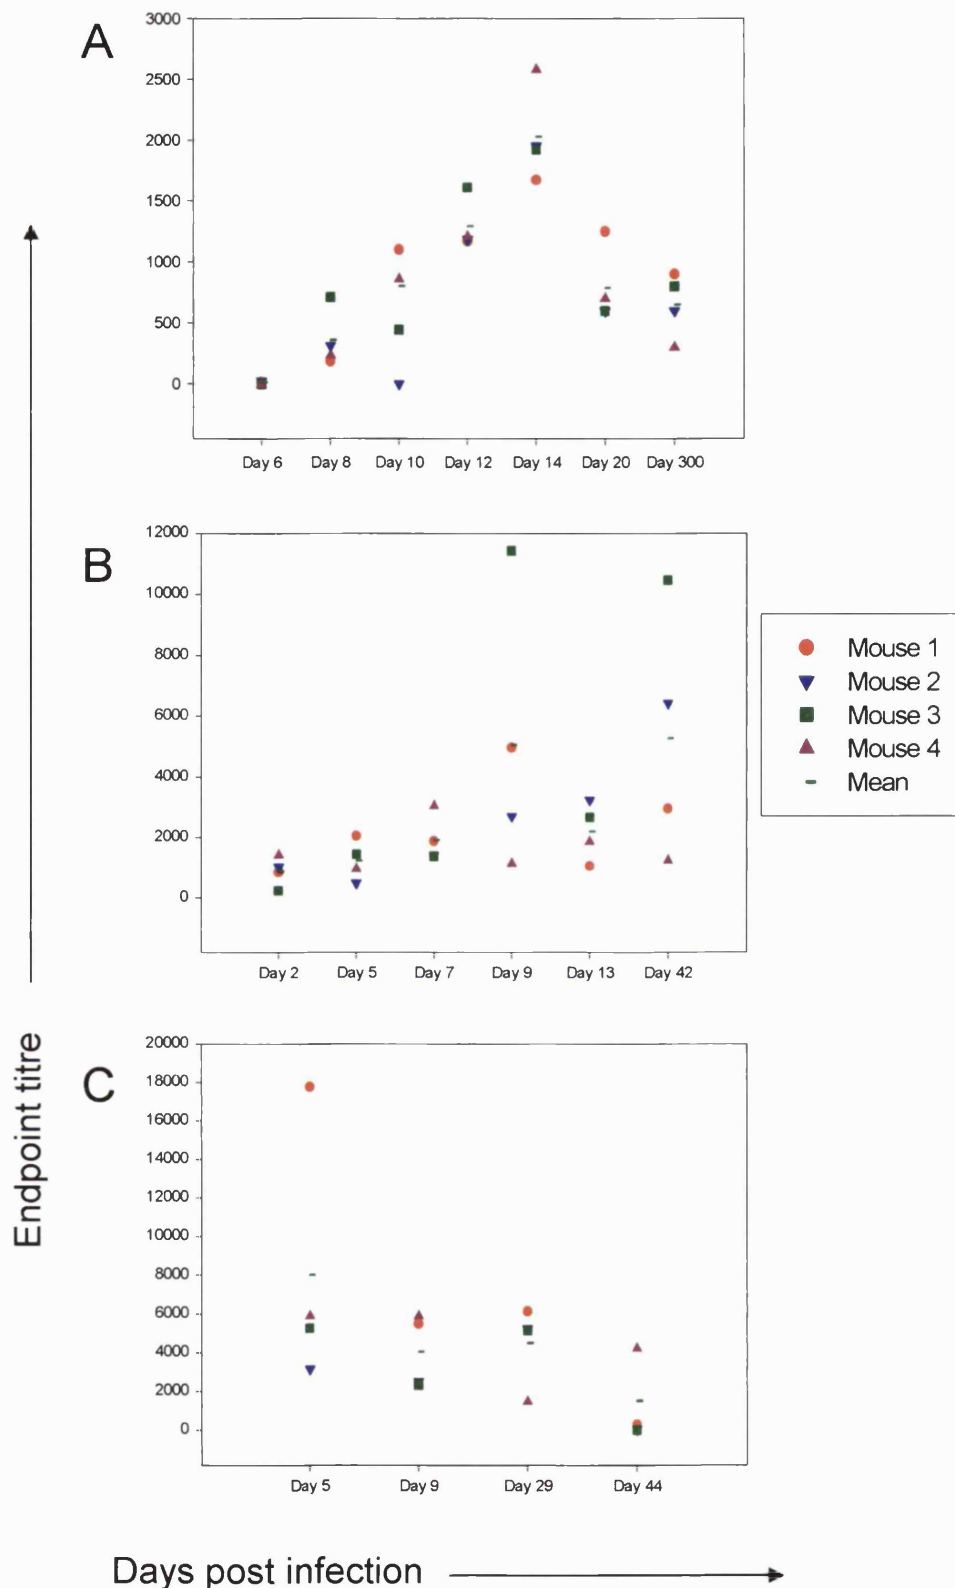 A
3000
2500
2000
1500
1000
500
0
Day 6 Day 8 Day 10 Day 12 Day 14 Day 20 Day 300
B
12000
10000
8000
6000
4000
2000
0
Day 2 Day 5 Day 7 Day 9 Day 13 Day 42
Mouse 1
Mouse 2
Mouse 3
Mouse 4
Mean
C
20000
18000
16000
14000
12000
10000
8000
6000
4000
2000
0
Day 5 Day 9 Day 29 Day 44
Endpoint titre
Days post infection